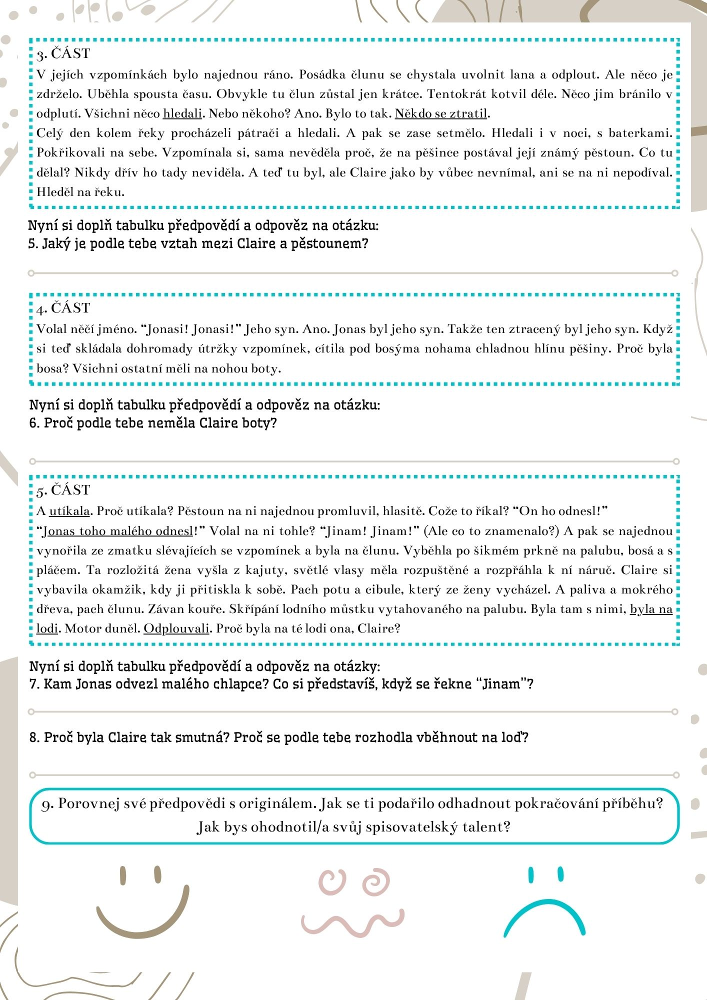 3. ČÁST
V jejích vzpomínkách bylo najednou ráno. Posádka člunu se chystala uvolnit lana a odplout. Ale něco je
zdrželo. Uběhla spousta času. Obvykle tu člun zůstal jen krátce. Tentokrát kotvil déle. Něco jim bránilo v
odplutí. Všichni něco hledali. Nebo někoho? Ano. Bylo to tak. Někdo se ztratil.
Celý den kolem řeky procházeli pátrači a hledali. A pak se zase setmělo. Hledali i v noci, s baterkami.
Pokřikovali na sebe. Vzpomínala si, sama nevěděla proč, že na pěšince postával její známý pěstoun. Co tu
dělal? Nikdy dřív ho tady neviděla. A teď tu byl, ale Claire jako by vůbec nevnímal, ani se na ni nepodíval.
Hleděl na řeku.
Nyní si doplň tabulku předpovědí a odpověz na otázku:
5. Jaký je podle tebe vztah mezi Claire a pěstounem?
4. ČÁST
Volal něčí jméno. “Jonasi! Jonasi!” Jeho syn. Ano. Jonas byl jeho syn. Takže ten ztracený byl jeho syn. Když
si teď skládala dohromady útržky vzpomínek, cítila pod bosýma nohama chladnou hlínu pěšiny. Proč byla
bosa? Všichni ostatní měli na nohou boty.
Nyní si doplň tabulku předpovědí a odpověz na otázku:
6. Proč podle tebe neměla Claire boty?
5. ČÁST
A utíkala. Proč utíkala? Pěstoun na ni najednou promluvil, hlasitě. Cože to říkal? “On ho odnesl!”
“Jonas toho malého odnesl!” Volal na ni tohle? “Jinam! Jinam!” (Ale co to znamenalo?) A pak se najednou
vynořila ze zmatku slévajících se vzpomínek a byla na člunu. Vyběhla po šikmém prkně na palubu, bosá a s
pláčem. Ta rozložitá žena vyšla z kajuty, světlé vlasy měla rozpuštěné a rozpřáhla k ní náruč. Claire si
vybavila okamžik, kdy ji přitiskla k sobě. Pach potu a cibule, který ze ženy vycházel. A paliva a mokrého
dřeva, pach člunu. Závan kouře. Skřípání lodního můstku vytahovaného na palubu. Byla tam s nimi, byla na
lodi. Motor duněl. Odplouvali. Proč byla na té lodi ona, Claire?
Nyní si doplň tabulku předpovědí a odpověz na otázky:
7. Kam Jonas odvezl malého chlapce? Co si představíš, když se řekne “Jinam”?
8. Proč byla Claire tak smutná? Proč se podle tebe rozhodla vběhnout na loď?
9. Porovnej své předpovědi s originálem. Jak se ti podařilo odhadnout pokračování příběhu?
Jak bys ohodnotil/a svůj spisovatelský talent?